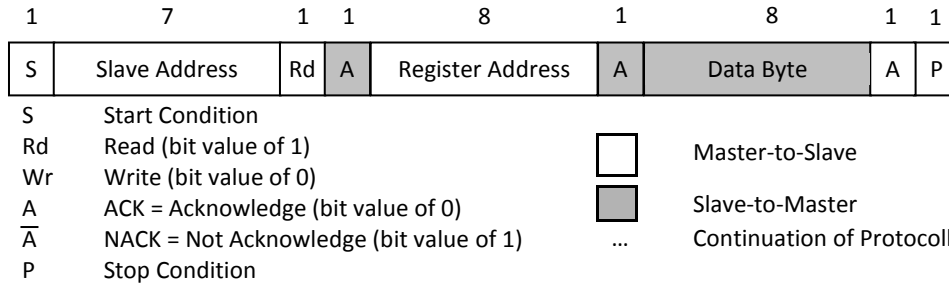 1 7 1 1 8 1 8 1 1
S Slave Address Rd A Register Address A Data Byte A P
S Start Condition
Rd Read (bit value of 1)
Wr Write (bit value of 0)
A ACK = Acknowledge (bit value of 0)
A̅ NACK = Not Acknowledge (bit value of 1)
P Stop Condition
Master-to-Slave
Slave-to-Master
... Continuation of Protocoll